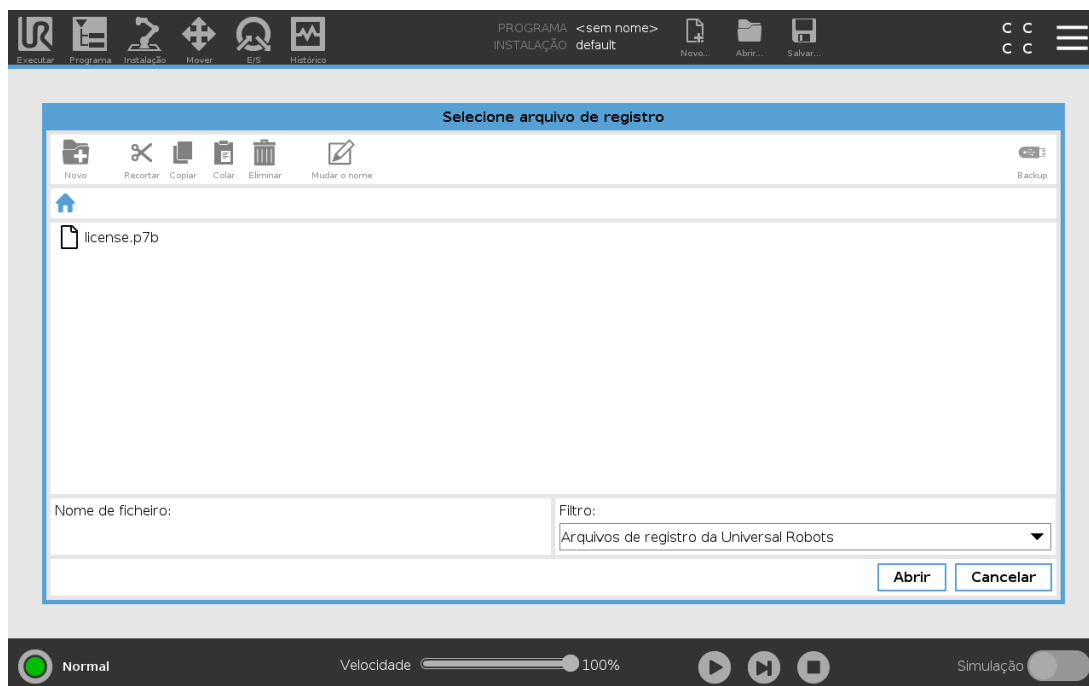 PROGRAMA <sem nome>
INSTALAÇÃO default
C C
C C
Executar Programa Instalação Mover E/S Histórico Novo... Abrir... Salvar...
Selecione arquivo de registro
Novo Recortar Copiar Colar Eliminar Mudar o nome Backup
license.p7b
Nome de ficheiro: Filtro:
Arquivos de registro da Universal Robots
Abrir Cancelar
Normal Velocidade 100% Simulação